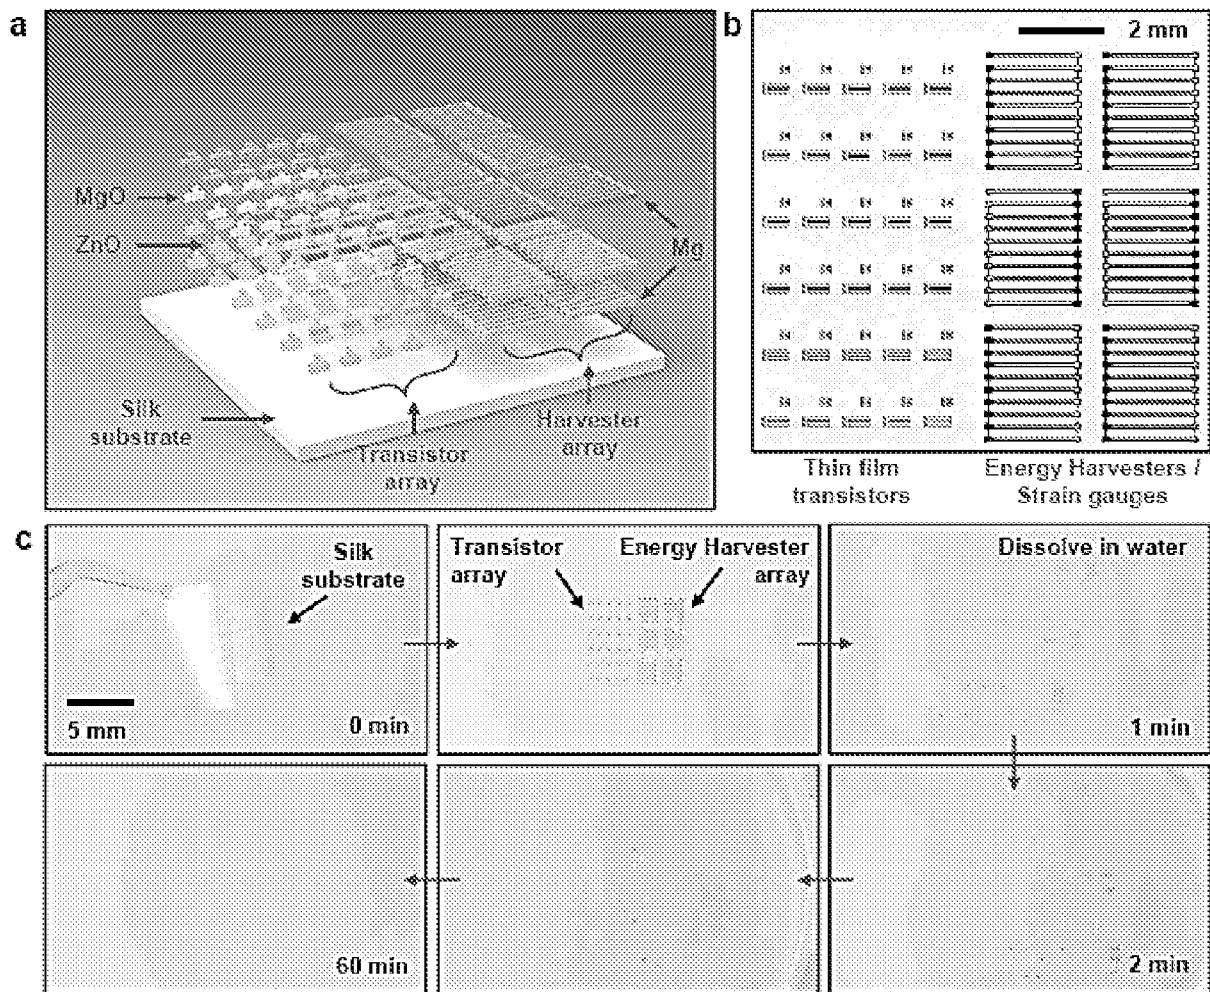 a
MgO
ZnO
Mg
Silk
substrate
Transistor
array
Harvester
array
b
2 mm
Thin film
transistors
Energy Harvesters /
Strain gauges
c
Silk
substrate
5 mm
0 min
Transistor
array
Energy Harvester
array
Dissolve in water
1 min
60 min
2 min